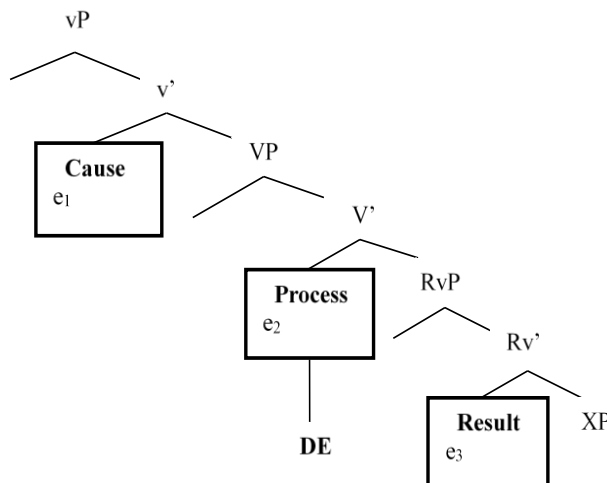 vP
v’
Cause
e₁
VP
V’
Process
e₂
RvP
Rv’
DE
Result
e₃
XP